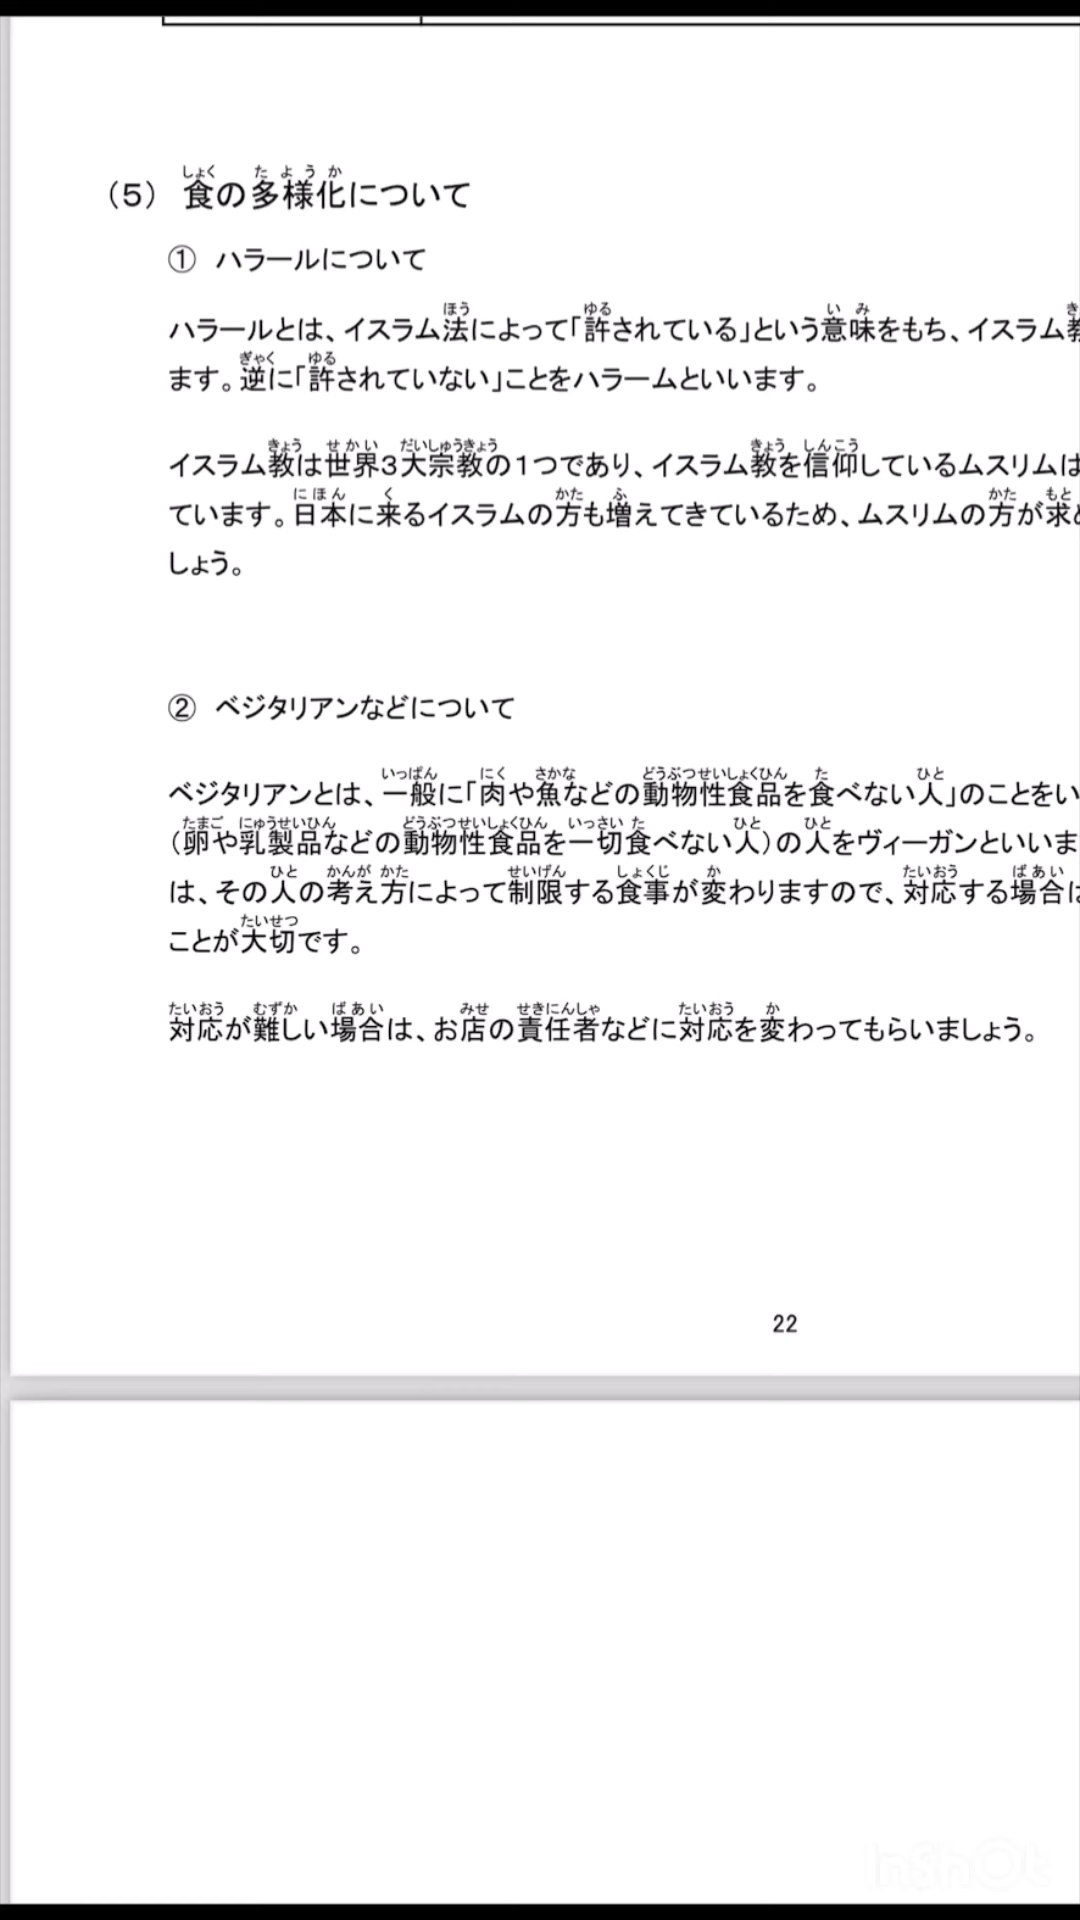 （５） 食の多様化について
① ハラールについて
ハラールとは、イスラム法によって「許されている」という意味をもち、イスラム教
ます。逆に「許されていない」ことをハラームといいます。
イスラム教は世界３大宗教の１つであり、イスラム教を信仰しているムスリムは
ています。日本に来るイスラムの方も増えてきているため、ムスリムの方が求め
しょう。
② ベジタリアンなどについて
ベジタリアンとは、一般に「肉や魚などの動物性食品を食べない人」のことをい
（卵や乳製品などの動物性食品を一切食べない人）の人をヴィーガンといいま
は、その人の考え方によって制限する食事が変わりますので、対応する場合は
ことが大切です。
対応が難しい場合は、お店の責任者などに対応を変わってもらいましょう。
22
InShOt